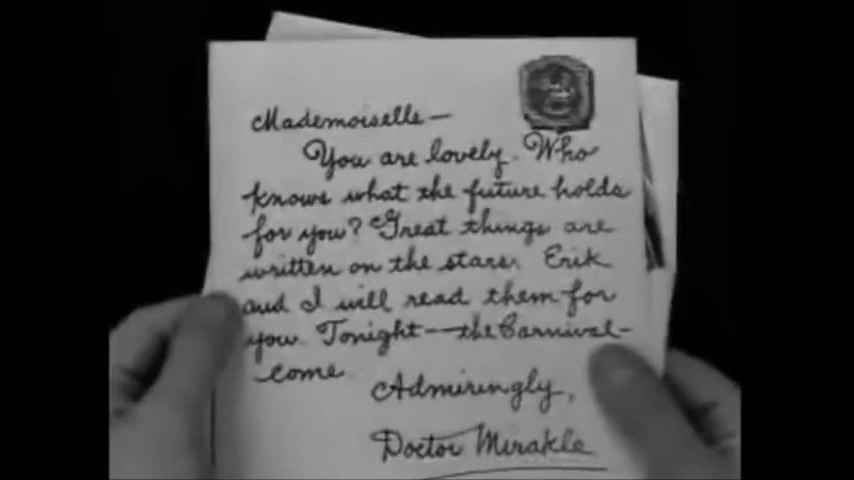 Mademoiselle—
You are lovely. Who
knows what the future holds
for you? Great things are
written on the stars. Erik
and I will read them for
you. Tonight—the Carnival—
come
Admiringly,
Doctor Mirakle